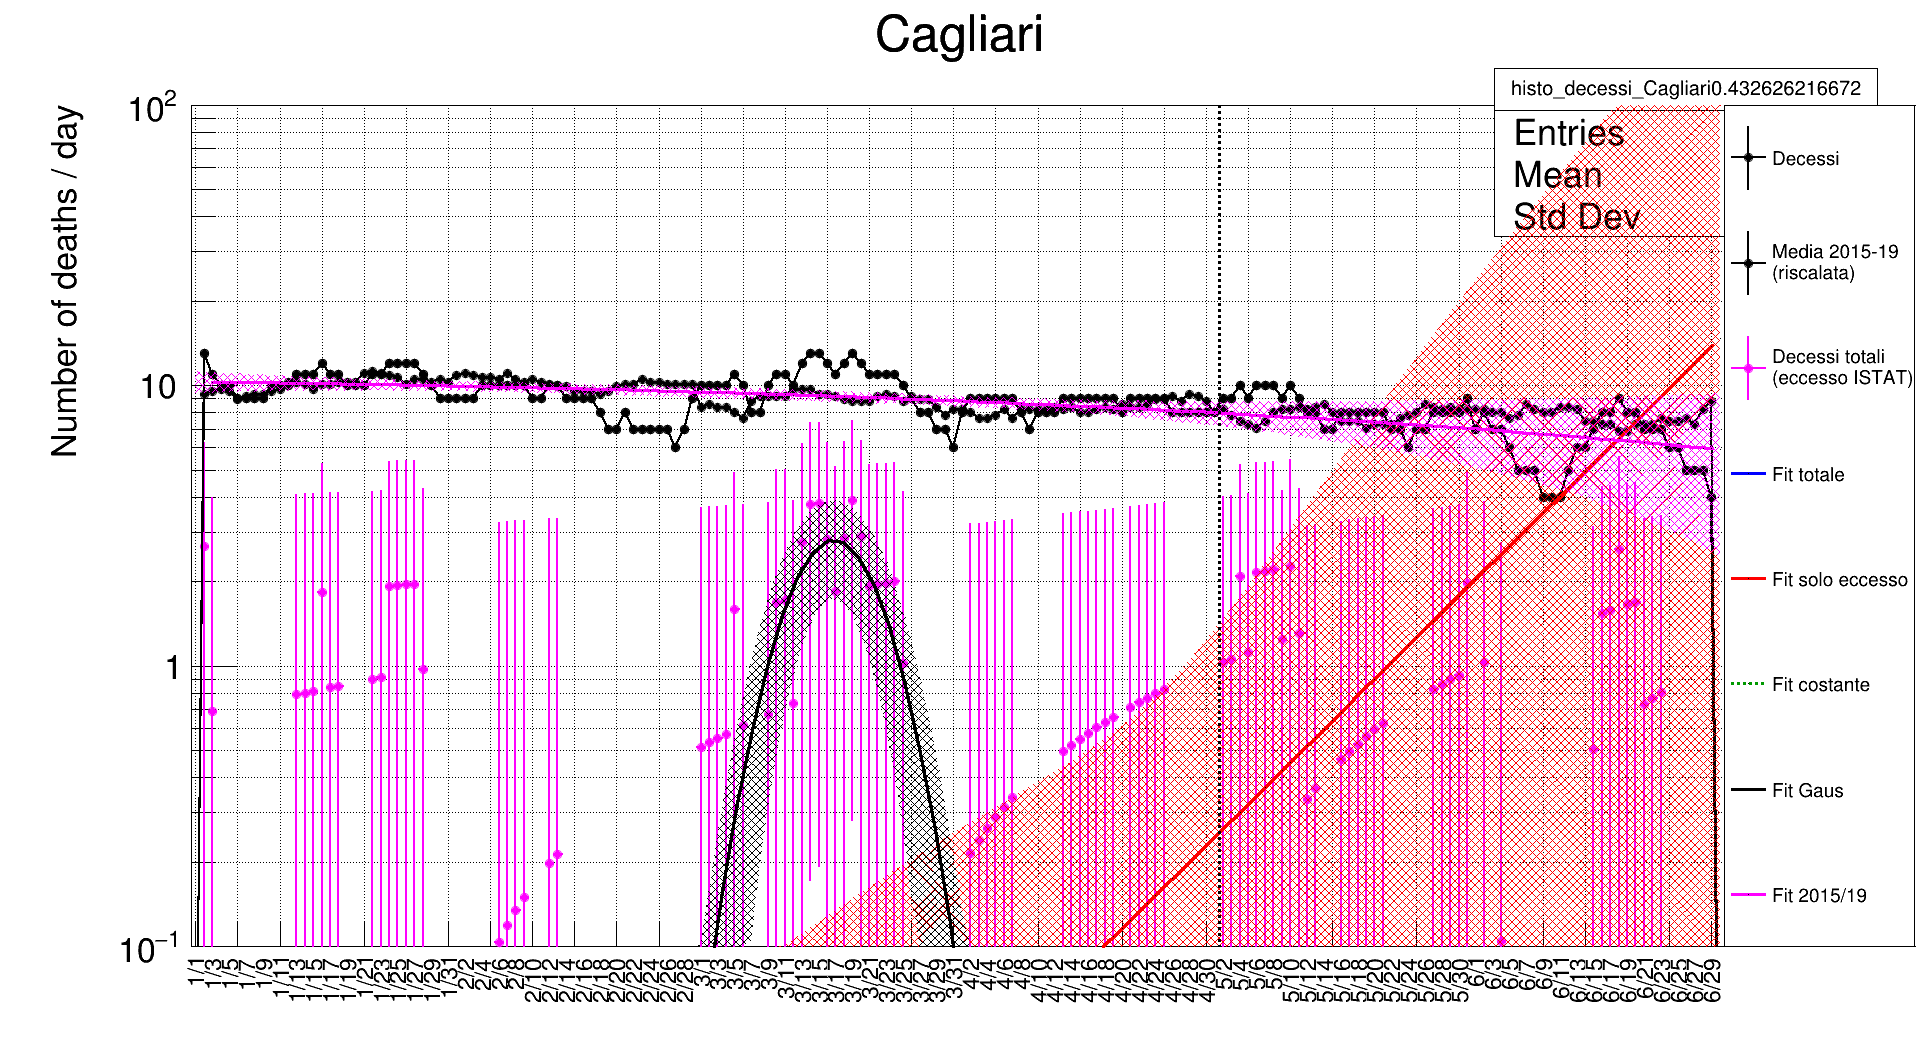 Cagliari
histo_decessi_Cagliari0.432626216672
Entries
Mean
Std Dev
Number of deaths / day
10²
10
1
10⁻¹
Decessi
Media 2015-19
(riscalata)
Decessi totali
(eccesso ISTAT)
Fit totale
Fit solo eccesso
Fit costante
Fit Gaus
Fit 2015/19
1/1 1/3 1/5 1/7 1/9 1/11 1/13 1/15 1/17 1/19 1/21 1/23 1/25 1/27 1/29 1/31 2/2 2/4 2/6 2/8 2/10 2/12 2/14 2/16 2/18 2/20 2/22 2/24 2/26 2/28 3/1 3/3 3/5 3/7 3/9 3/11 3/13 3/15 3/17 3/19 3/21 3/23 3/25 3/27 3/29 3/31 4/2 4/4 4/6 4/8 4/10 4/12 4/14 4/16 4/18 4/20 4/22 4/24 4/26 4/28 4/30 5/2 5/4 5/6 5/8 5/10 5/12 5/14 5/16 5/18 5/20 5/22 5/24 5/26 5/28 5/30 6/1 6/3 6/5 6/7 6/9 6/11 6/13 6/15 6/17 6/19 6/21 6/23 6/25 6/27 6/29